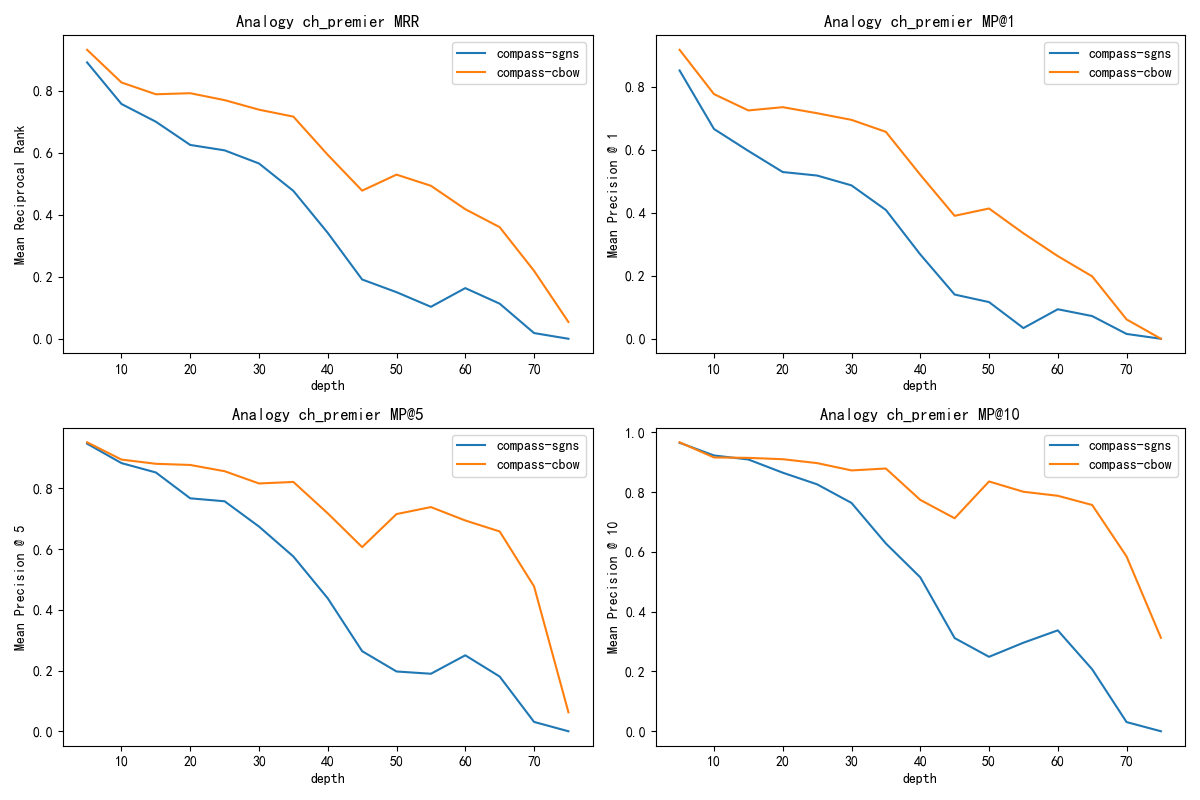 Analogy ch_premier MRR
compass-sgns
compass-cbow
Mean Reciprocal Rank
0.8
0.6
0.4
0.2
0.0
10 20 30 40 50 60 70
depth
Analogy ch_premier MP@1
compass-sgns
compass-cbow
Mean Precision @ 1
0.8
0.6
0.4
0.2
0.0
10 20 30 40 50 60 70
depth
Analogy ch_premier MP@5
compass-sgns
compass-cbow
Mean Precision @ 5
0.8
0.6
0.4
0.2
0.0
10 20 30 40 50 60 70
depth
Analogy ch_premier MP@10
compass-sgns
compass-cbow
Mean Precision @ 10
1.0
0.8
0.6
0.4
0.2
0.0
10 20 30 40 50 60 70
depth